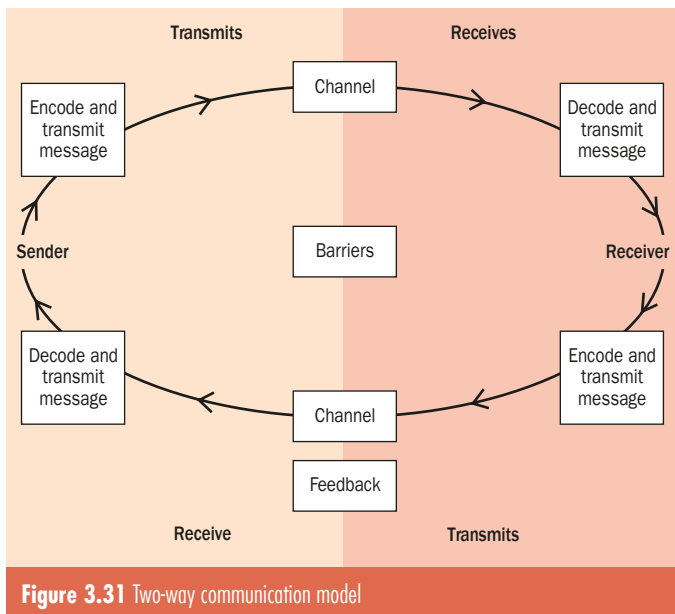 Transmits
Receives
Channel
Encode and
transmit
message
Decode and
transmit
message
Sender
Barriers
Receiver
Decode and
transmit
message
Encode and
transmit
message
Channel
Feedback
Receive
Transmits
Figure 3.31 Two-way communication model